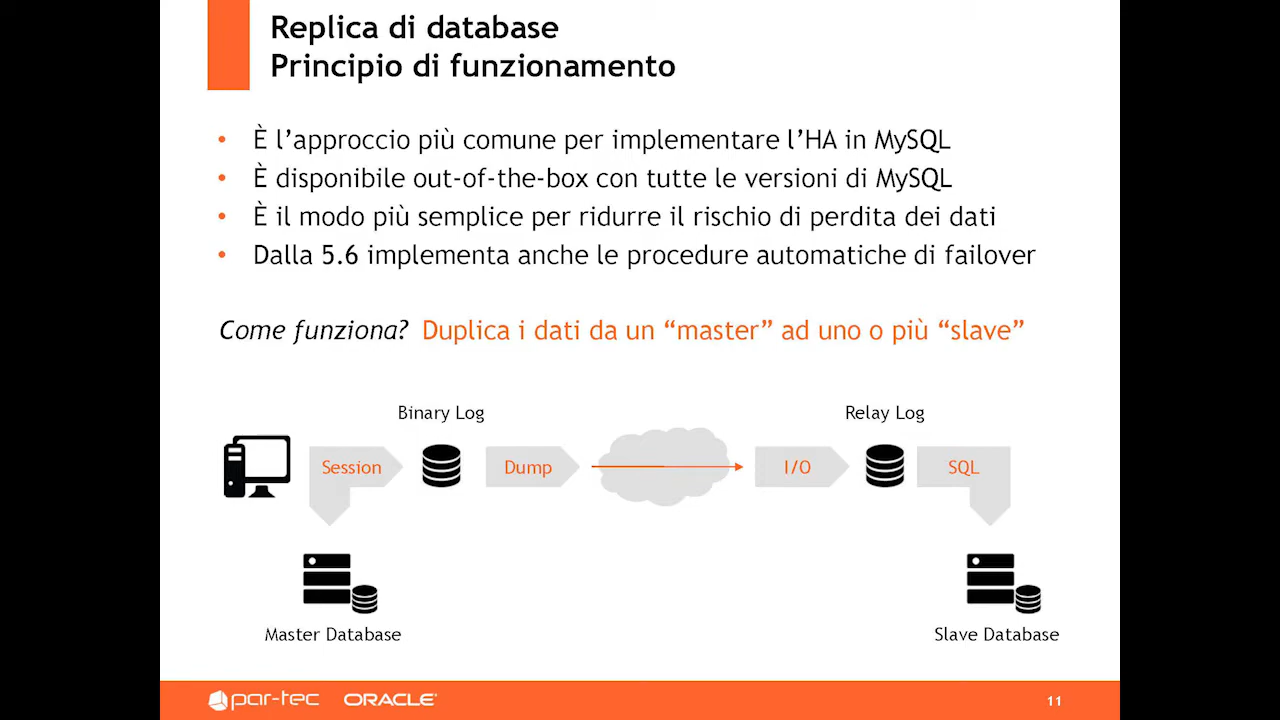 Replica di database
Principio di funzionamento
• È l’approccio più comune per implementare l’HA in MySQL
• È disponibile out-of-the-box con tutte le versioni di MySQL
• È il modo più semplice per ridurre il rischio di perdita dei dati
• Dalla 5.6 implementa anche le procedure automatiche di failover
Come funziona? Duplica i dati da un “master” ad uno o più “slave”
Binary Log
Relay Log
Session
Dump
I/O
SQL
Master Database
Slave Database
par-tec
ORACLE
11